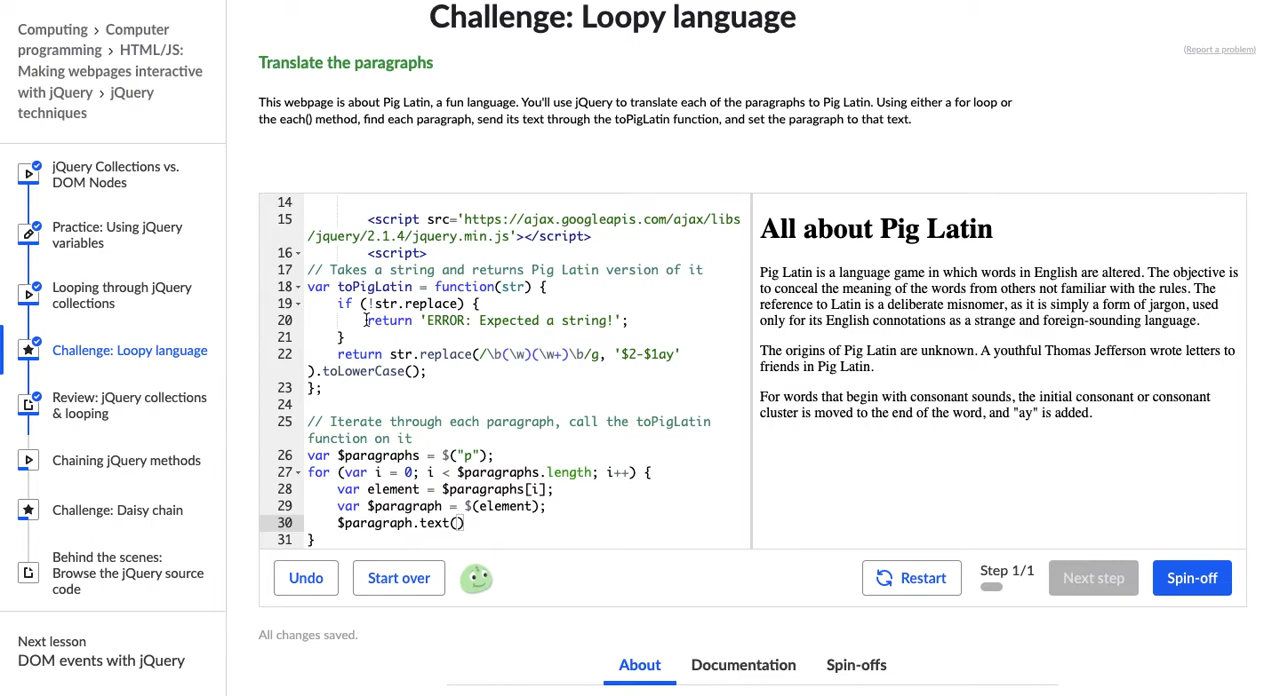 Computing › Computer
programming › HTML/JS:
Making webpages interactive
with jQuery › jQuery
techniques
jQuery Collections vs.
DOM Nodes
Practice: Using jQuery
variables
Looping through jQuery
collections
Challenge: Loopy language
Review: jQuery collections
& looping
Chaining jQuery methods
Challenge: Daisy chain
Behind the scenes:
Browse the jQuery source
code
Next lesson
DOM events with jQuery
Challenge: Loopy language
(Report a problem)
Translate the paragraphs
This webpage is about Pig Latin, a fun language. You'll use jQuery to translate each of the paragraphs to Pig Latin. Using either a for loop or
the each() method, find each paragraph, send its text through the toPigLatin function, and set the paragraph to that text.
14
15 <script src='https://ajax.googleapis.com/ajax/libs
/jquery/2.1.4/jquery.min.js'></script>
16 <script>
17 // Takes a string and returns Pig Latin version of it
18 var toPigLatin = function(str) {
19 if (!str.replace) {
20 return 'ERROR: Expected a string!';
21 }
22 return str.replace(/\b(\w)(\w+)\b/g, '$2-$1ay'
).toLowerCase();
23 };
24
25 // Iterate through each paragraph, call the toPigLatin
function on it
26 var $paragraphs = $("p");
27 for (var i = 0; i < $paragraphs.length; i++) {
28 var element = $paragraphs[i];
29 var $paragraph = $(element);
30 $paragraph.text()
31 }
All about Pig Latin
Pig Latin is a language game in which words in English are altered. The objective is
to conceal the meaning of the words from others not familiar with the rules. The
reference to Latin is a deliberate misnomer, as it is simply a form of jargon, used
only for its English connotations as a strange and foreign-sounding language.
The origins of Pig Latin are unknown. A youthful Thomas Jefferson wrote letters to
friends in Pig Latin.
For words that begin with consonant sounds, the initial consonant or consonant
cluster is moved to the end of the word, and "ay" is added.
Undo
Start over
Restart
Step 1/1
Next step
Spin-off
All changes saved.
About
Documentation
Spin-offs